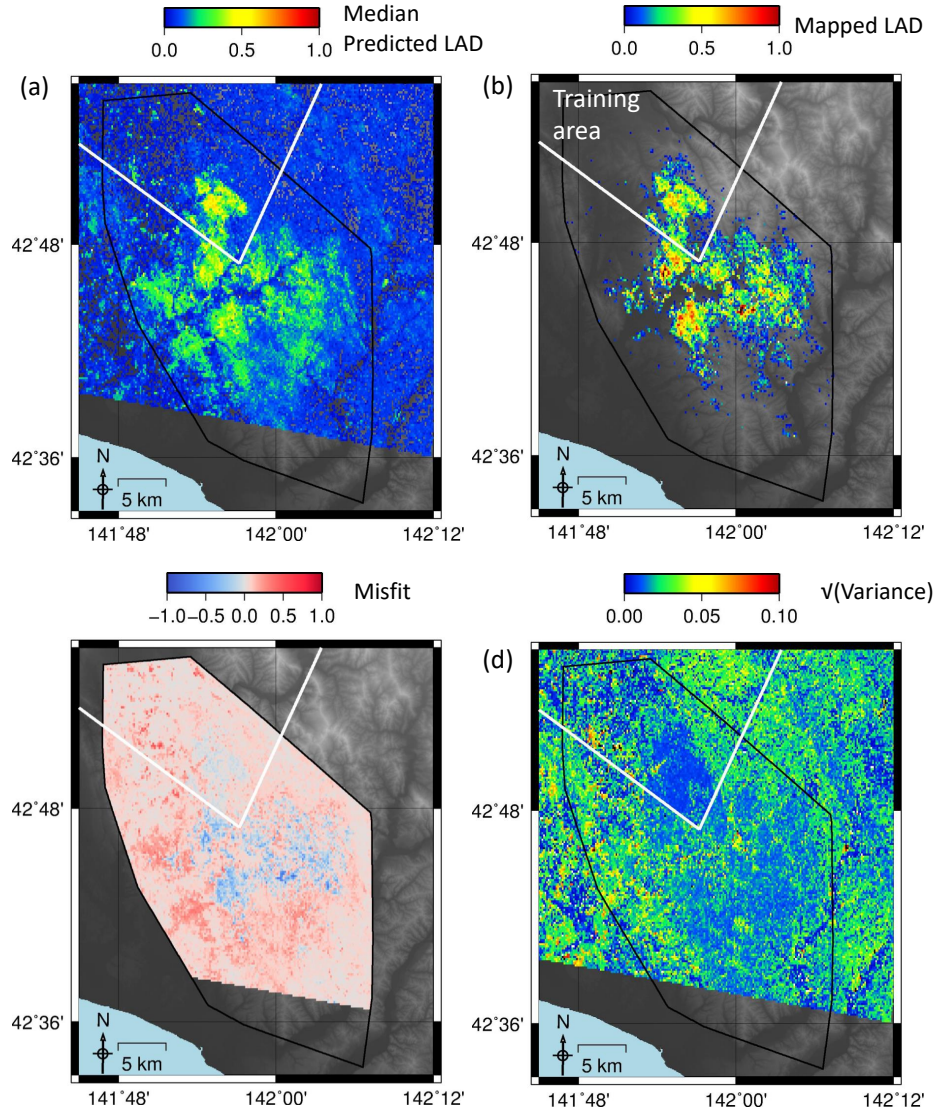 Median
Predicted LAD
0.0 0.5 1.0
Mapped LAD
0.0 0.5 1.0
(a)
(b)
Training
area
42˚48'
42˚48'
42˚36'
42˚36'
N
5 km
N
5 km
141˚48' 142˚00' 142˚12'
141˚48' 142˚00' 142˚12'
Misfit
−1.0 −0.5 0.0 0.5 1.0
√(Variance)
0.00 0.05 0.10
(d)
42˚48'
42˚48'
42˚36'
42˚36'
N
5 km
N
5 km
141˚48' 142˚00' 142˚12'
141˚48' 142˚00' 142˚12'